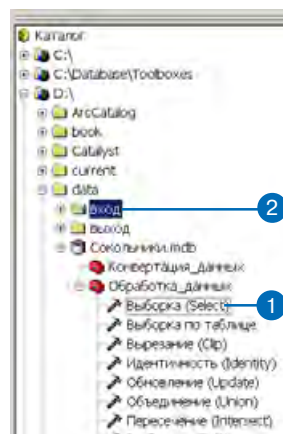 Каталог
C:\
C:\Database\Toolboxes
D:\
ArcCatalog
book
Catalyst
current
data
вход
2
выход
Сокольники.mdb
Конвертация_данных
Обработка_данных
Выборка (Select)
1
Выборка по таблице
Вырезание (Clip)
Идентичность (Identity)
Обновление (Update)
Объединение (Union)
Пересечение (Intersect)